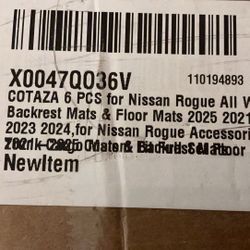 X0047QO36V
110194893
COTAZA 6 PCS for Nissan Rogue All W
Backrest Mats & Floor Mats 2025 2021
2023 2024,for Nissan Rogue Accessori
NewItem